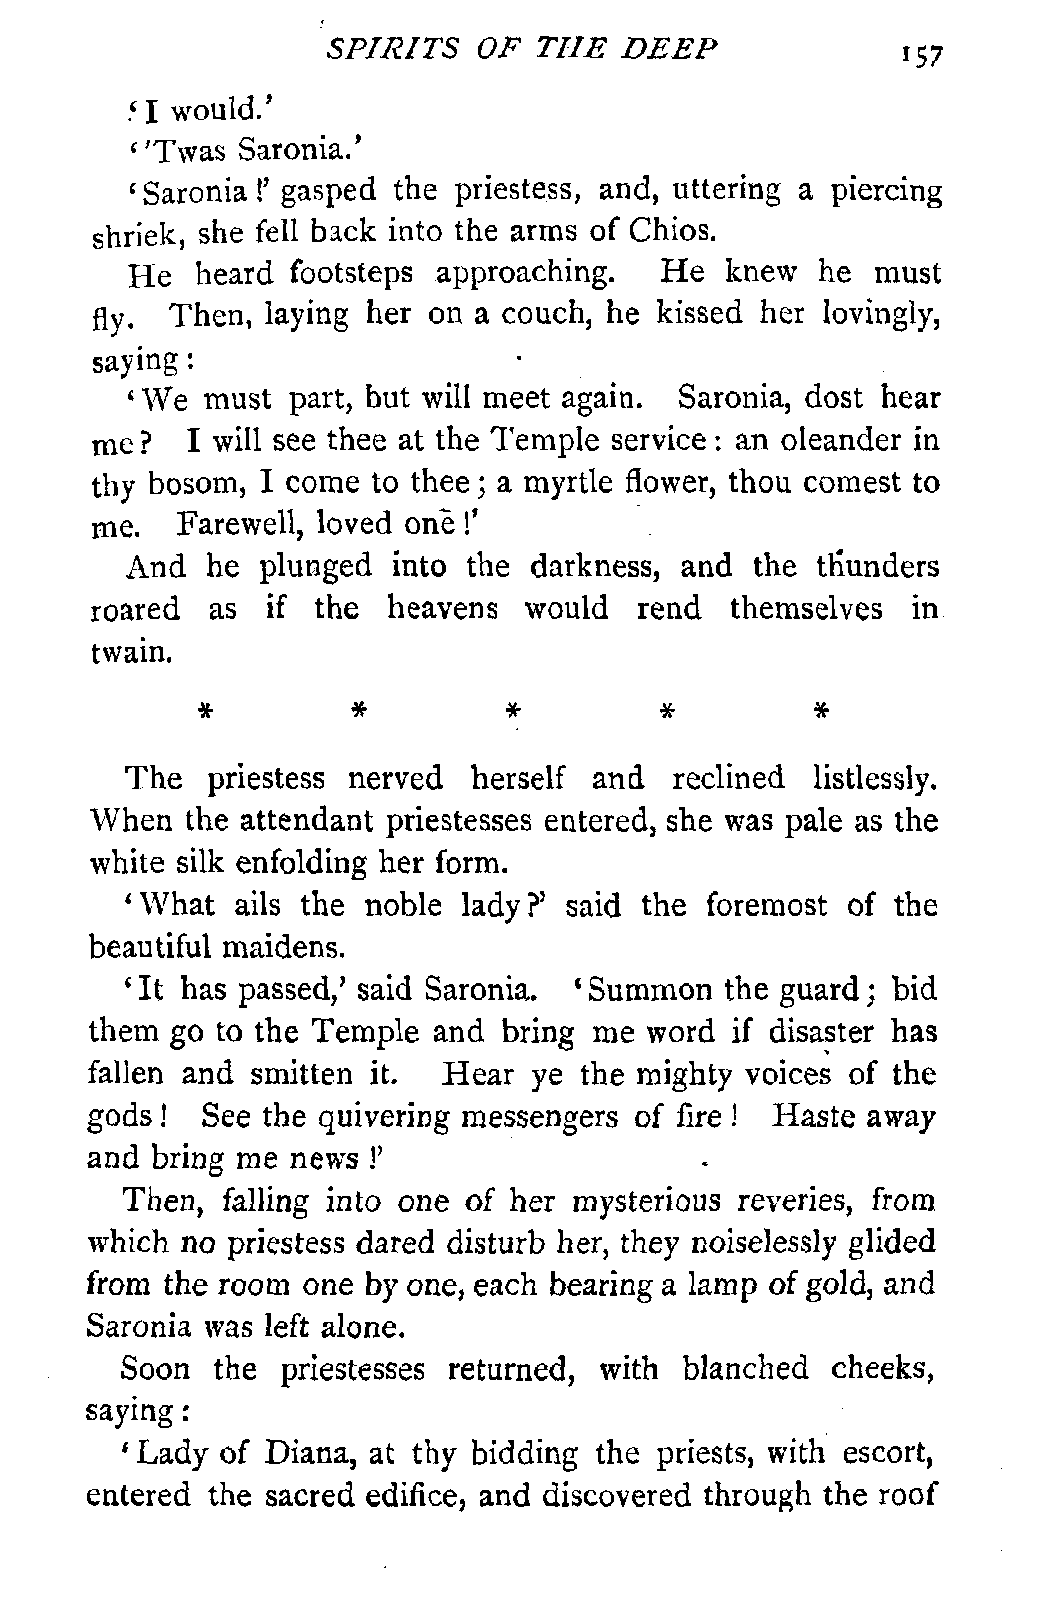 SPIRITS OF THE DEEP 157
‘I would.’
‘’Twas Saronia.’
‘Saronia!’ gasped the priestess, and, uttering a piercing
shriek, she fell back into the arms of Chios.
He heard footsteps approaching. He knew he must
fly. Then, laying her on a couch, he kissed her lovingly,
saying:
‘We must part, but will meet again. Saronia, dost hear
me? I will see thee at the Temple service: an oleander in
thy bosom, I come to thee; a myrtle flower, thou comest to
me. Farewell, loved one!’
And he plunged into the darkness, and the thunders
roared as if the heavens would rend themselves in
twain.
* * * * *
The priestess nerved herself and reclined listlessly.
When the attendant priestesses entered, she was pale as the
white silk enfolding her form.
‘What ails the noble lady?’ said the foremost of the
beautiful maidens.
‘It has passed,’ said Saronia. ‘Summon the guard; bid
them go to the Temple and bring me word if disaster has
fallen and smitten it. Hear ye the mighty voices of the
gods! See the quivering messengers of fire! Haste away
and bring me news!’
Then, falling into one of her mysterious reveries, from
which no priestess dared disturb her, they noiselessly glided
from the room one by one, each bearing a lamp of gold, and
Saronia was left alone.
Soon the priestesses returned, with blanched cheeks,
saying:
‘Lady of Diana, at thy bidding the priests, with escort,
entered the sacred edifice, and discovered through the roof